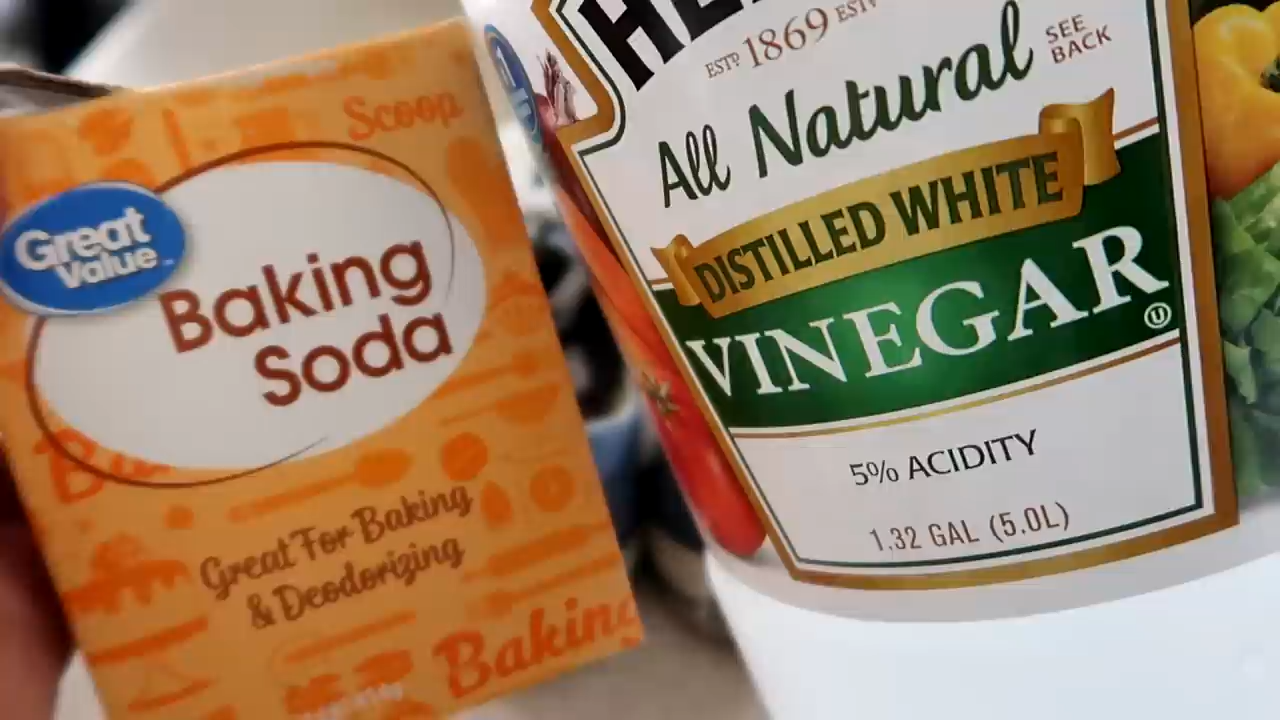 Scoop
Great
Value
Baking
Soda
Great For Baking
& Deodorizing
Baking
ESTD 1869 ESTD
All Natural
SEE
BACK
DISTILLED WHITE
VINEGAR
5% ACIDITY
1.32 GAL (5.0L)